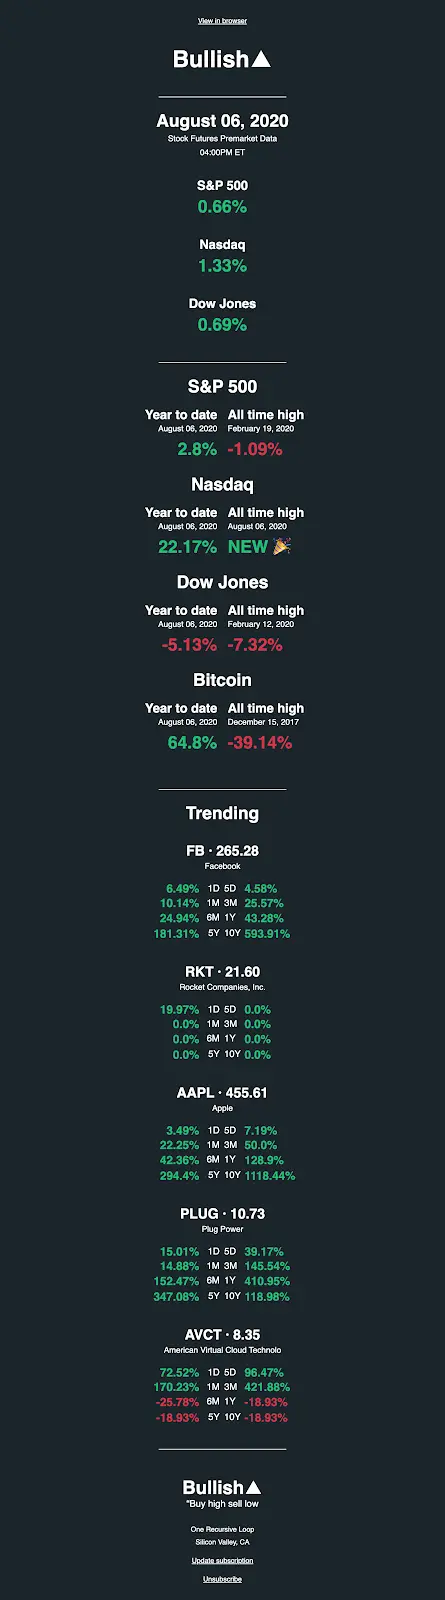 View in browser
Bullish▲
August 06, 2020
Stock Futures Premarket Data
04:00PM ET
S&P 500
0.66%
Nasdaq
1.33%
Dow Jones
0.69%
S&P 500
Year to date All time high
August 06, 2020 February 19, 2020
2.8% -1.09%
Nasdaq
Year to date All time high
August 06, 2020 August 06, 2020
22.17% NEW 🎉
Dow Jones
Year to date All time high
August 06, 2020 February 12, 2020
-5.13% -7.32%
Bitcoin
Year to date All time high
August 06, 2020 December 15, 2017
64.8% -39.14%
Trending
FB · 265.28
Facebook
6.49% 1D 5D 4.58%
10.14% 1M 3M 25.57%
24.94% 6M 1Y 43.28%
181.31% 5Y 10Y 593.91%
RKT · 21.60
Rocket Companies, Inc.
19.97% 1D 5D 0.0%
0.0% 1M 3M 0.0%
0.0% 6M 1Y 0.0%
0.0% 5Y 10Y 0.0%
AAPL · 455.61
Apple
3.49% 1D 5D 7.19%
22.25% 1M 3M 50.0%
42.36% 6M 1Y 128.9%
294.4% 5Y 10Y 1118.44%
PLUG · 10.73
Plug Power
15.01% 1D 5D 39.17%
14.88% 1M 3M 145.54%
152.47% 6M 1Y 410.95%
347.08% 5Y 10Y 118.98%
AVCT · 8.35
American Virtual Cloud Technolo
72.52% 1D 5D 96.47%
170.23% 1M 3M 421.88%
-25.78% 6M 1Y -18.93%
-18.93% 5Y 10Y -18.93%
Bullish▲
"Buy high sell low
One Recursive Loop
Silicon Valley, CA
Update subscription
Unsubscribe